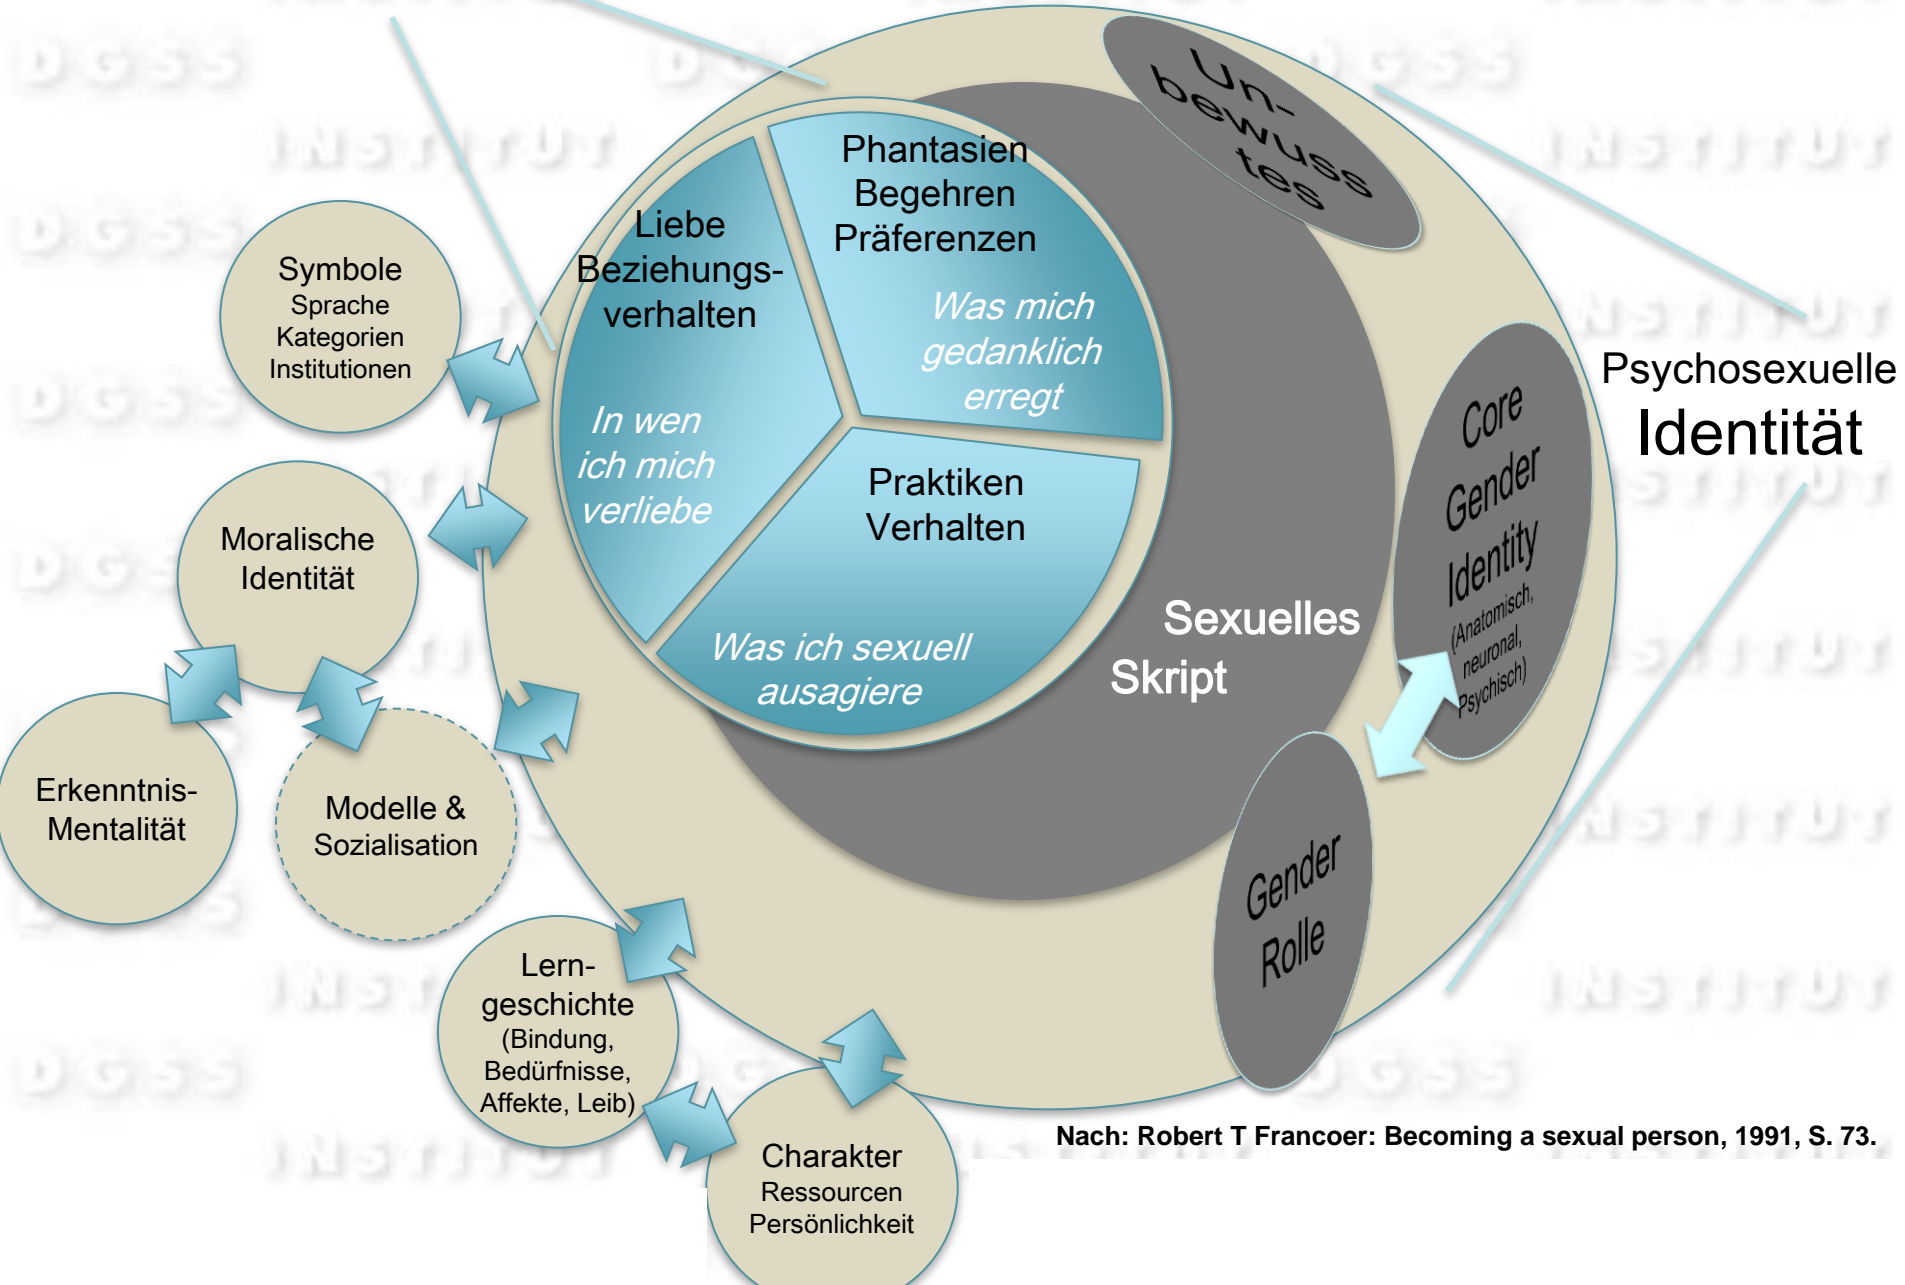 Un-
bewuss
tes
Phantasien
Begehren
Präferenzen
Was mich
gedanklich
erregt
Liebe
Beziehungs-
verhalten
In wen
ich mich
verliebe
Praktiken
Verhalten
Was ich sexuell
ausagiere
Sexuelles
Skript
Core
Gender
Identity
(Anatomisch,
neuronal,
Psychisch)
Gender
Rolle
Psychosexuelle
Identität
Symbole
Sprache
Kategorien
Institutionen
Moralische
Identität
Erkenntnis-
Mentalität
Modelle &
Sozialisation
Lern-
geschichte
(Bindung,
Bedürfnisse,
Affekte, Leib)
Charakter
Ressourcen
Persönlichkeit
Nach: Robert T Francoer: Becoming a sexual person, 1991, S. 73.
DGSS
INSTITUT